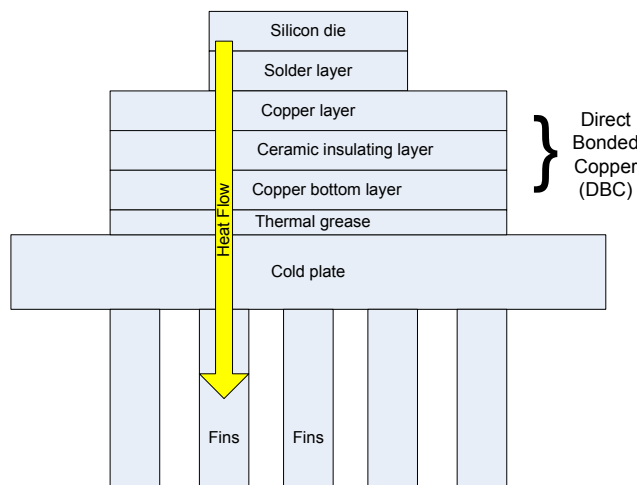 Silicon die
Solder layer
Copper layer
Ceramic insulating layer
Copper bottom layer
Thermal grease
Cold plate
Heat Flow
Fins
Fins
}
Direct
Bonded
Copper
(DBC)